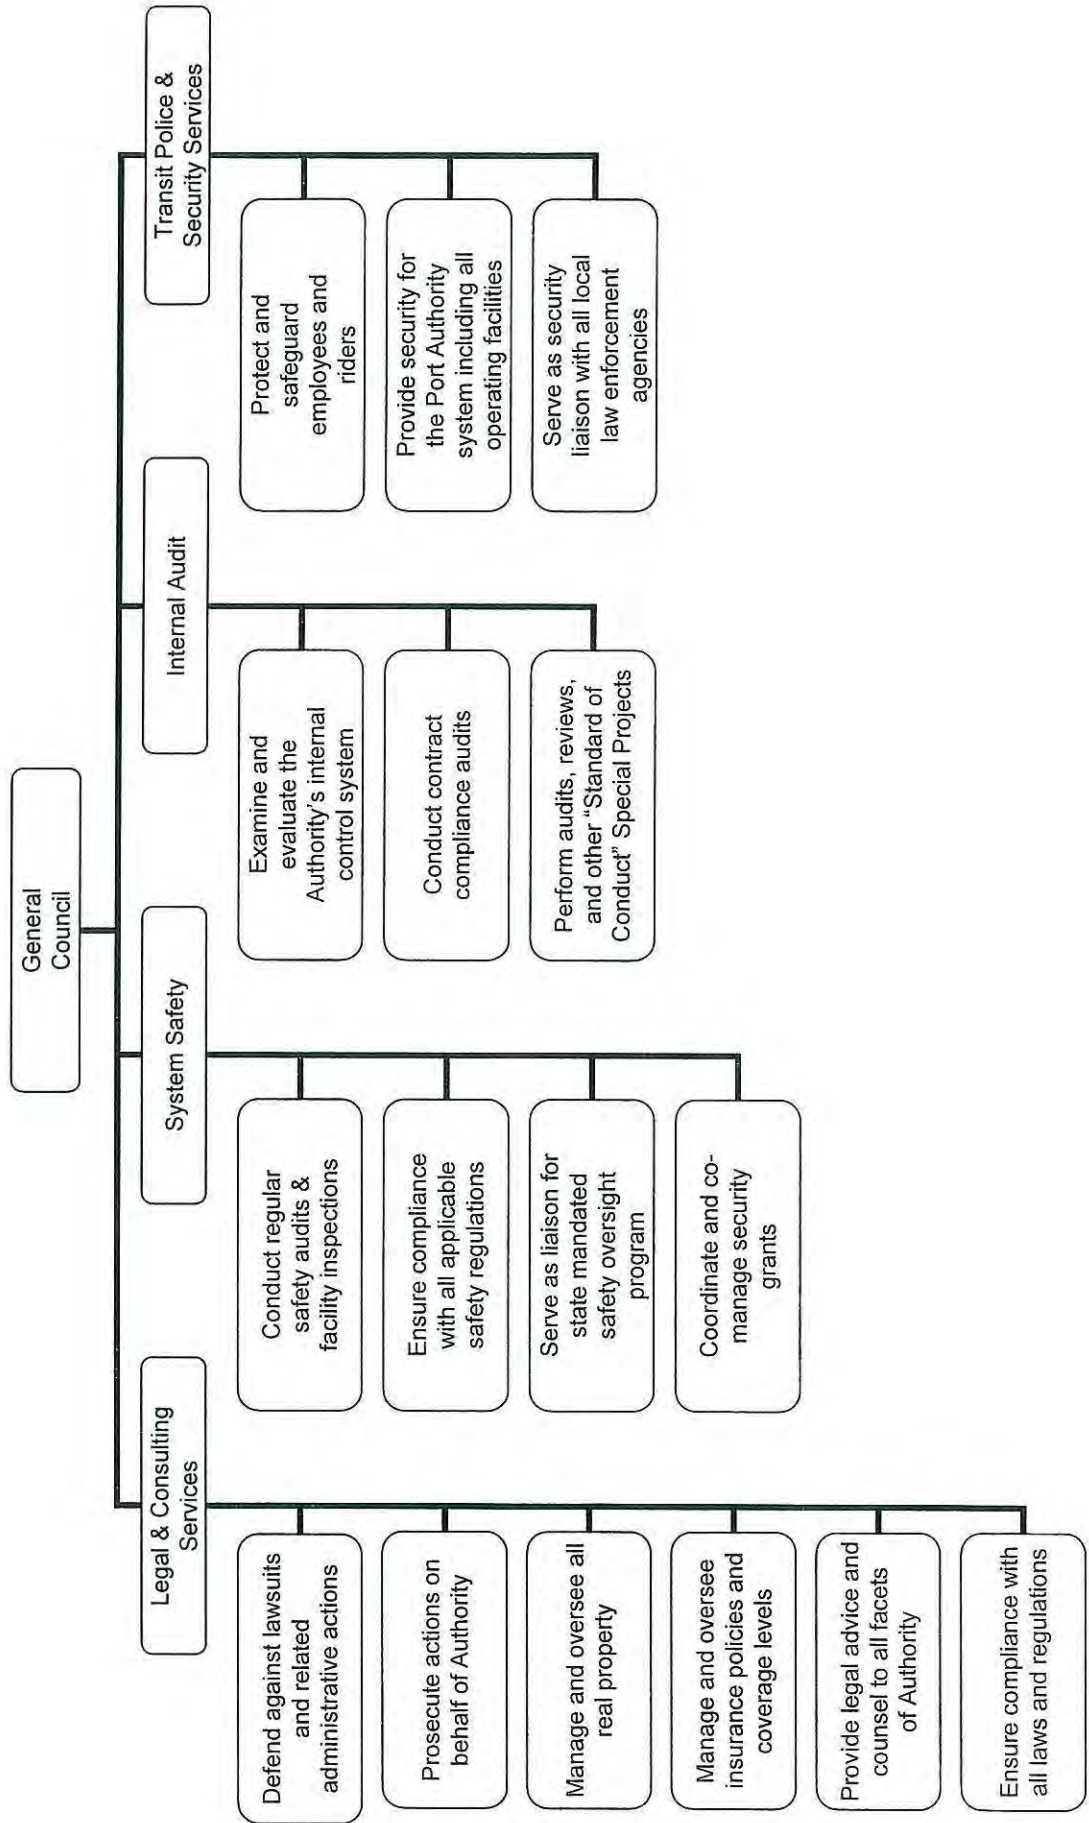 General
Council
Legal & Consulting
Services
Defend against lawsuits
and related
administrative actions
Prosecute actions on
behalf of Authority
Manage and oversee all
real property
Manage and oversee
insurance policies and
coverage levels
Provide legal advice and
counsel to all facets
of Authority
Ensure compliance with
all laws and regulations
System Safety
Conduct regular
safety audits &
facility inspections
Ensure compliance
with all applicable
safety regulations
Serve as liaison for
state mandated
safety oversight
program
Coordinate and co-
manage security
grants
Internal Audit
Examine and
evaluate the
Authority's internal
control system
Conduct contract
compliance audits
Perform audits, reviews,
and other "Standard of
Conduct" Special Projects
Transit Police &
Security Services
Protect and
safeguard
employees and
riders
Provide security for
the Port Authority
system including all
operating facilities
Serve as security
liaison with all local
law enforcement
agencies